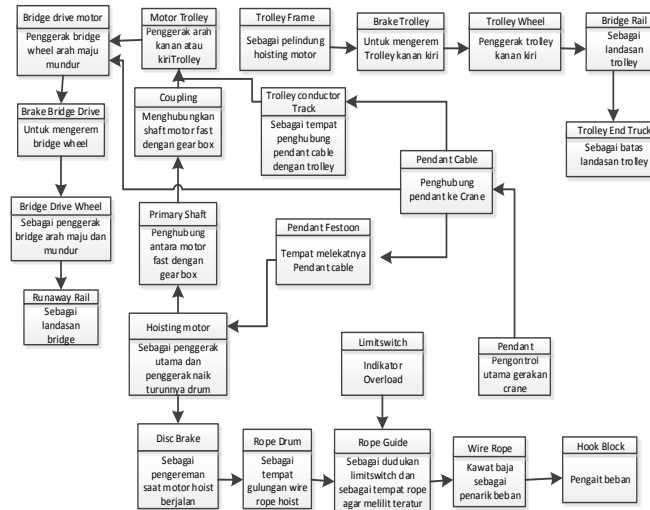 Bridge drive motor
Penggerak bridge
wheel arah maju
mundur
Motor Trolley
Penggerak arah
kanan atau
kiriTrolley
Trolley Frame
Sebagai pelindung
hoisting motor
Brake Trolley
Untuk mengerem
Trolley kanan kiri
Trolley Wheel
Penggerak trolley
kanan kiri
Bridge Rail
Sebagai
landasan
trolley
Brake Bridge Drive
Untuk mengerem
bridge wheel
Coupling
Menghubungkan
shaft motor fast
dengan gear box
Trolley conductor
Track
Sebagai tempat
penghubung
pendant cable
dengan trolley
Trolley End Truck
Sebagai batas
landasan trolley
Pendant Cable
Penghubung
pendant ke Crane
Bridge Drive Wheel
Sebagai penggerak
bridge arah maju dan
mundur
Primary Shaft
Penghubung
antara motor
fast dengan
gear box
Pendant Festoon
Tempat melekatnya
Pendant cable
Runaway Rail
Sebagai
landasan
bridge
Hoisting motor
Sebagai penggerak
utama dan
penggerak naik
turunnya drum
Limitswitch
Indikator
Overload
Pendant
Pengontrol
utama gerakan
crane
Disc Brake
Sebagai
pengereman
saat motor hoist
berjalan
Rope Drum
Sebagai
tempat
gulungan wire
rope hoist
Rope Guide
Sebagai dudukan
limitswitch dan
sebagai tempat rope
agar melilit teratur
Wire Rope
Kawat baja
sebagai
penarik beban
Hook Block
Pengait beban